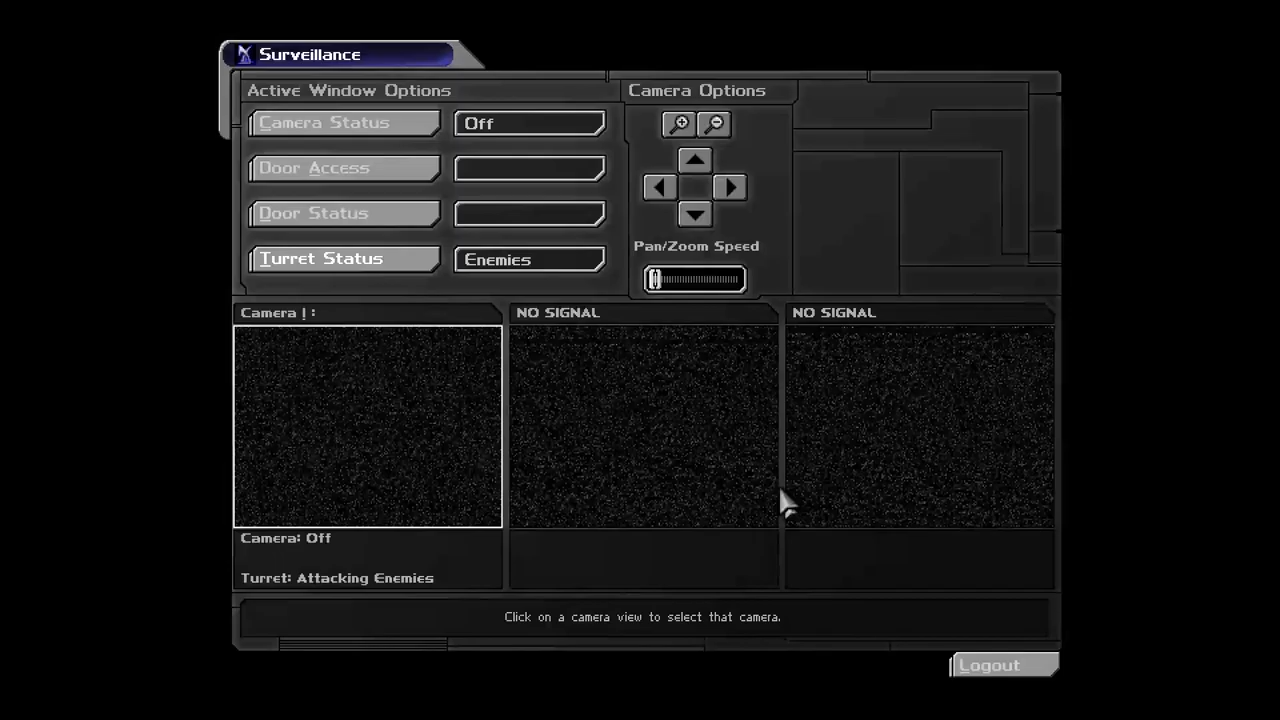 Surveillance
Active Window Options
Camera Options
Camera Status
Off
Door Access
Door Status
Turret Status
Enemies
Pan/Zoom Speed
Camera 1:
NO SIGNAL
NO SIGNAL
Camera: Off
Turret: Attacking Enemies
Click on a camera view to select that camera.
Logout